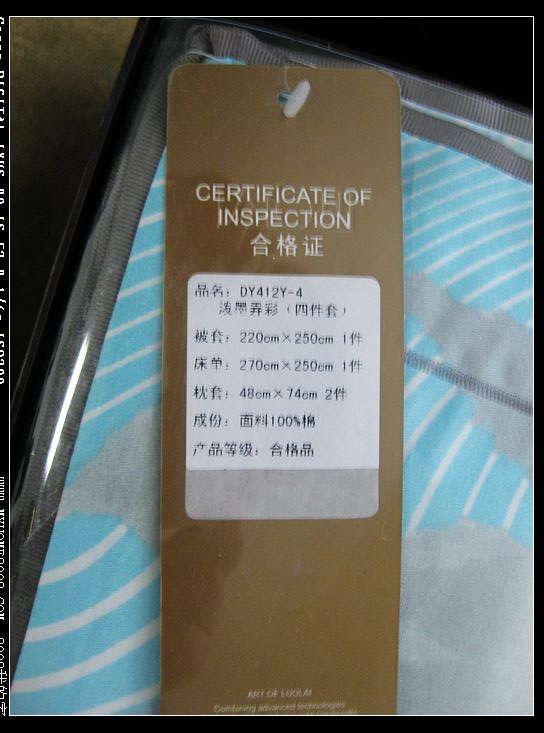 CERTIFICATE OF
INSPECTION
合格证
品名：DY412Y-4
泼墨弄彩（四件套）
被套：220cm×250cm 1件
床单：270cm×250cm 1件
枕套：48cm×74cm 2件
成份：面料100%棉
产品等级：合格品
ART OF LUOLAI
Combining advanced technologies